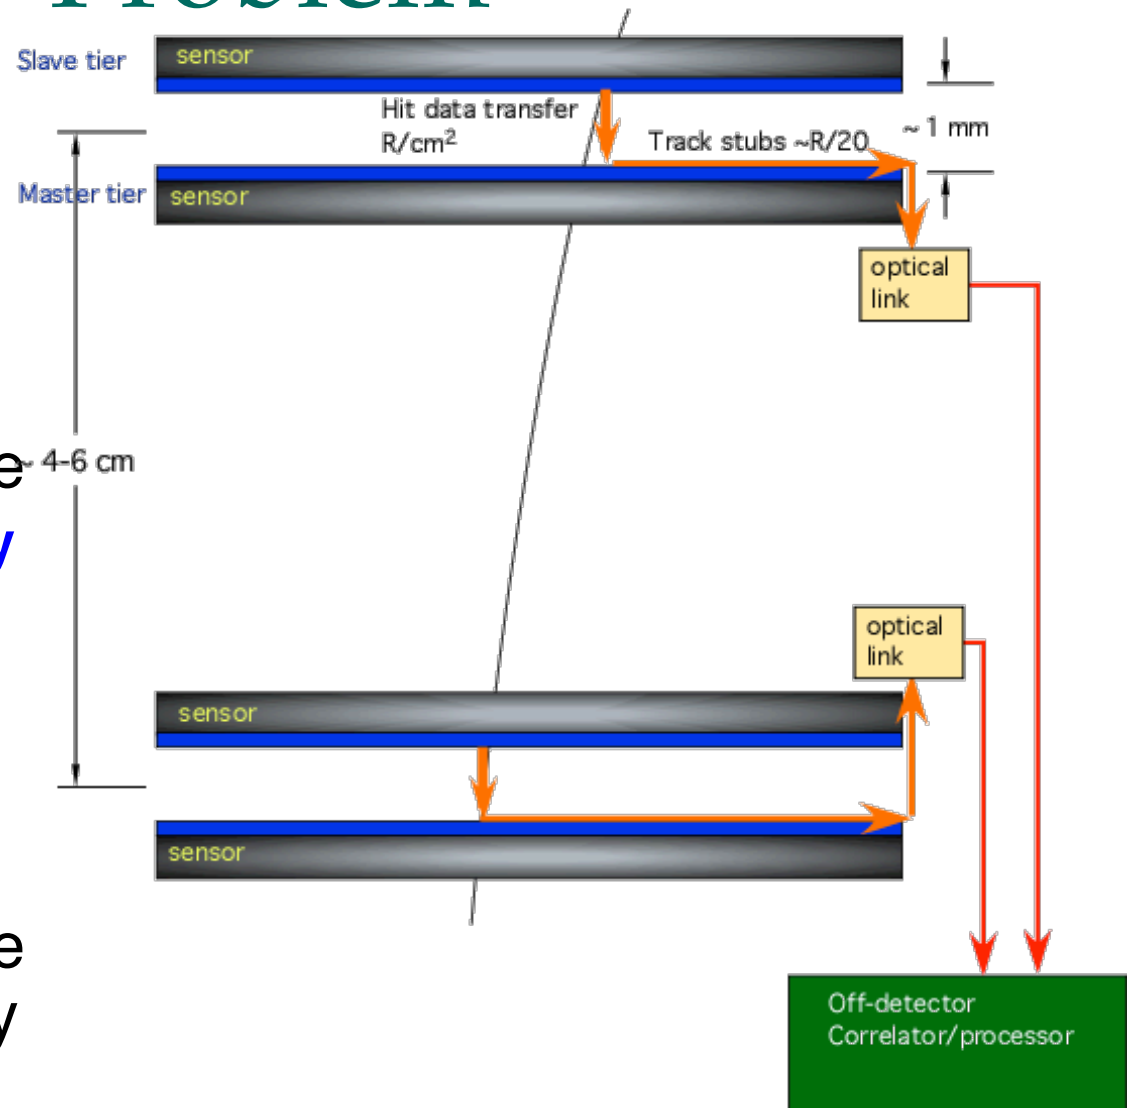 Problem
Slave tier
sensor
Hit data transfer
R/cm²
Track stubs ~R/20
~ 1 mm
Master tier
sensor
optical
link
e
~ 4-6 cm
y
optical
link
sensor
sensor
e
y
Off-detector
Correlator/processor